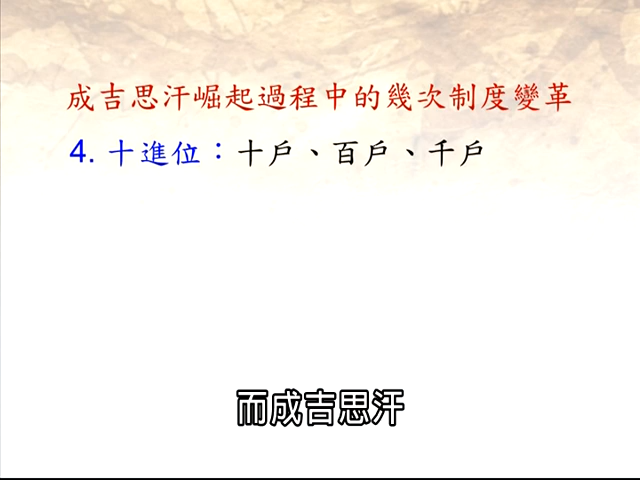 成吉思汗崛起過程中的幾次制度變革
4. 十進位：十戶、百戶、千戶
而成吉思汗